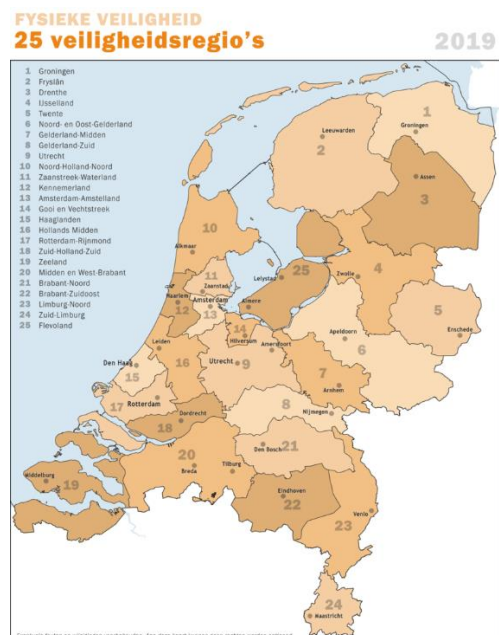 FYSIEKE VEILIGHEID
25 veiligheidsregio's
2019
1 Groningen
2 Fryslân
3 Drenthe
4 IJsselland
5 Twente
6 Noord- en Oost-Gelderland
7 Gelderland-Midden
8 Gelderland-Zuid
9 Utrecht
10 Noord-Holland-Noord
11 Zaanstreek-Waterland
12 Kennemerland
13 Amsterdam-Amstelland
14 Gooi en Vechtstreek
15 Haaglanden
16 Hollands Midden
17 Rotterdam-Rijnmond
18 Zuid-Holland-Zuid
19 Zeeland
20 Midden en West-Brabant
21 Brabant-Noord
22 Brabant-Zuidoost
23 Limburg-Noord
24 Zuid-Limburg
25 Flevoland
1
Groningen
Leeuwarden
2
Assen
3
10
Alkmaar
25
Lelystad
Zwolle
4
11
Zaanstad
Haarlem
12
Amsterdam
13
Almere
5
Enschede
14
Hilversum
Apeldoorn
6
Leiden
Amersfoort
Utrecht
9
Den Haag
15
16
7
Arnhem
17
Rotterdam
8
Dordrecht
18
Nijmegen
21
Den Bosch
20
Breda
Tilburg
Middelburg
19
Eindhoven
22
Venlo
23
24
Maastricht